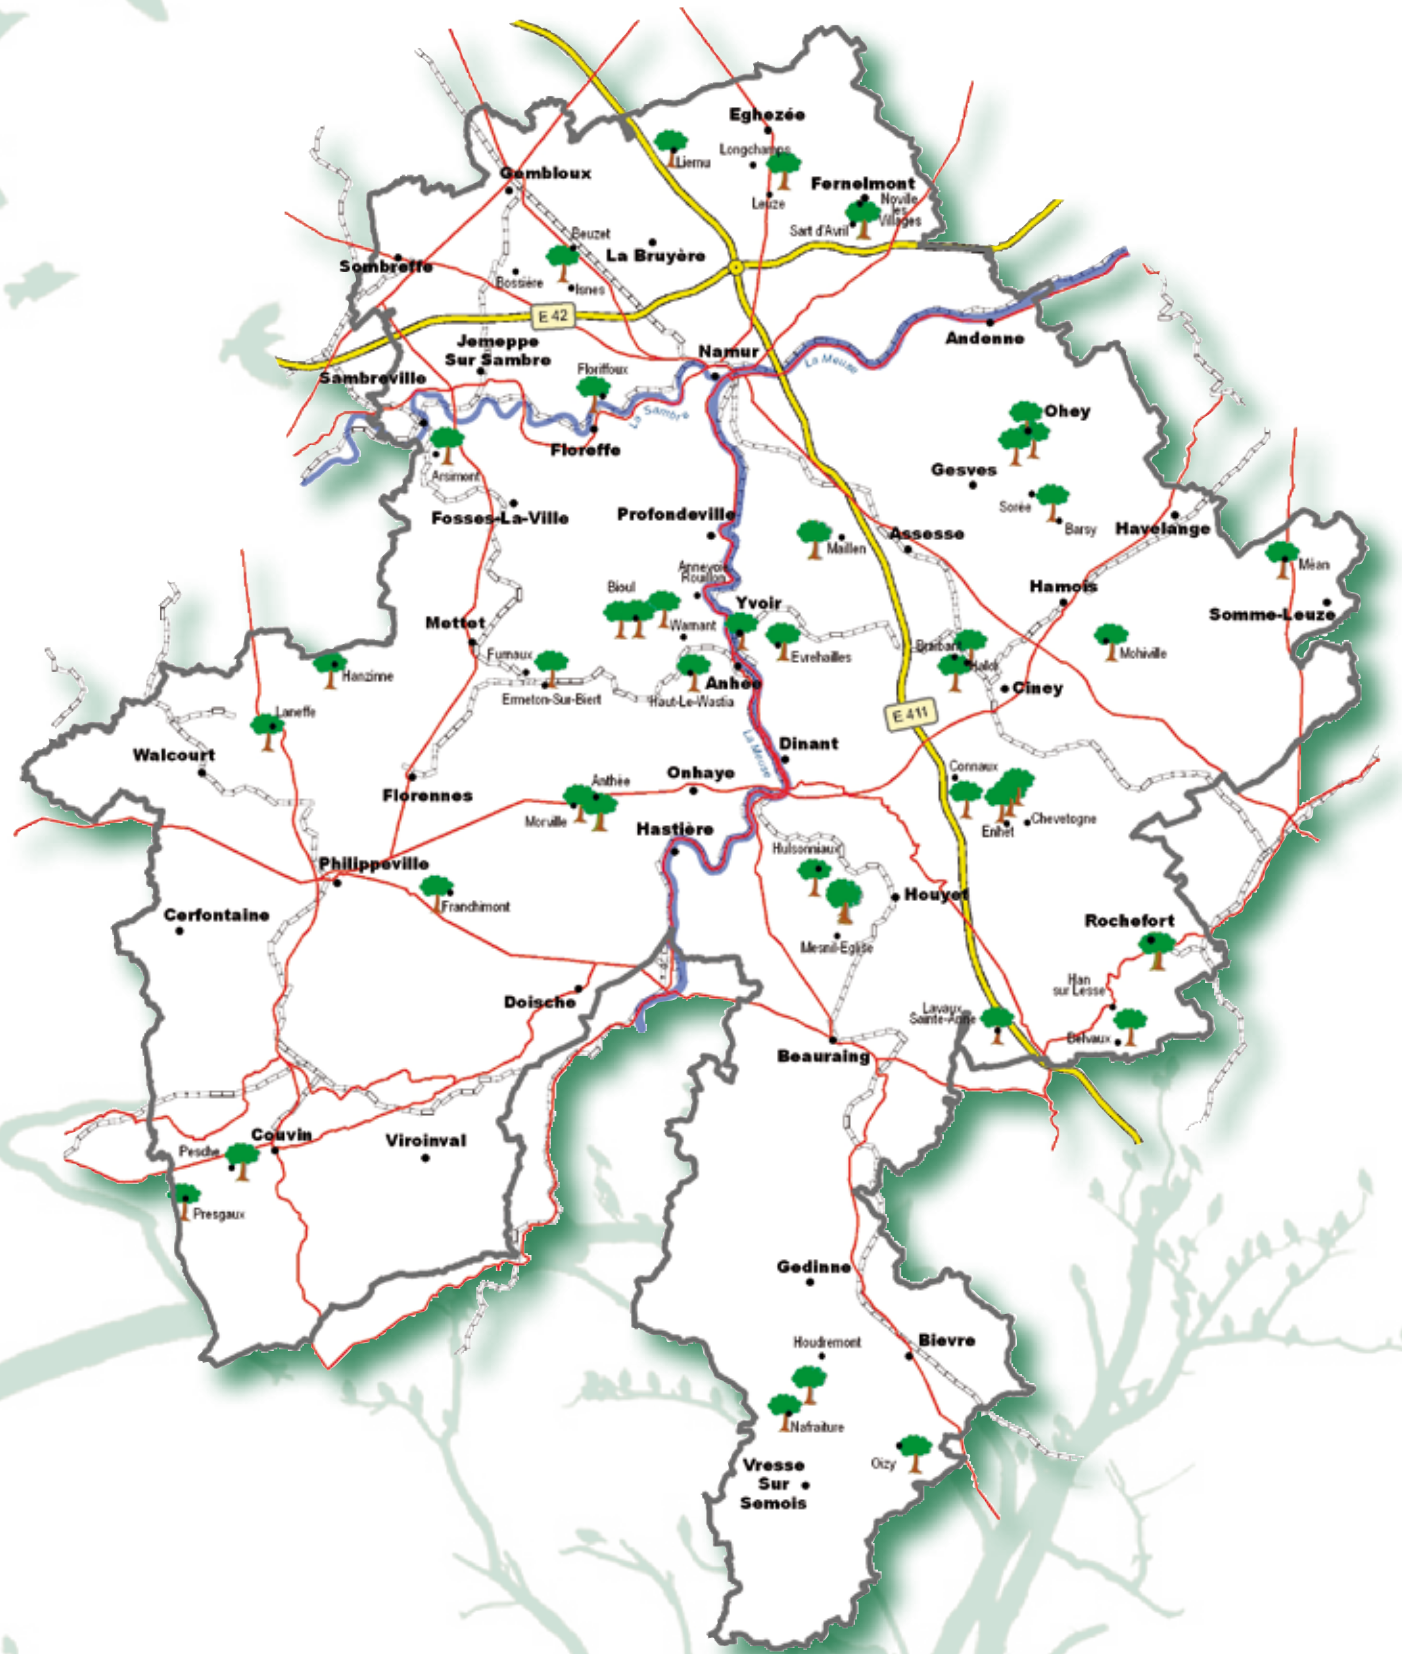 Eghezée
Longchamps
Liernu
Gembloux
Fernelmont
Leuze
Noville
les
Villages
Sart d'Avril
Beuzet
La Bruyère
Sombreffe
Bossière
Isnes
E 42
Jemeppe
Sur Sambre
Namur
La Meuse
Andenne
Sambreville
Floriffoux
La Sambre
Ohey
Floreffe
Arsimont
Gesves
Sorée
Fosses-La-Ville
Profondeville
Barsy
Havelange
Maillen
Assesse
Annevoie
Rouillon
Méan
Bioul
Hamois
Yvoir
Somme-Leuze
Mettet
Warnant
Evrehailles
Braibant
Mohiville
Furnaux
Halloy
Hanzinne
Anhée
Ciney
Ermeton-Sur-Biert
Haut-Le-Wastia
Laneffe
E 411
Walcourt
La Meuse
Dinant
Connaux
Onhaye
Anthée
Florennes
Morville
Enhet
Chevetogne
Hastière
Hulsonniaux
Philippeville
Houyet
Franchimont
Cerfontaine
Rochefort
Mesnil-Eglise
Han
sur Lesse
Doische
Lavaux
Sainte-Anne
Belvaux
Beauraing
Couvin
Viroinval
Pesche
Presgaux
Gedinne
Houdremont
Bievre
Nafraiture
Oizy
Vresse
Sur
Semois